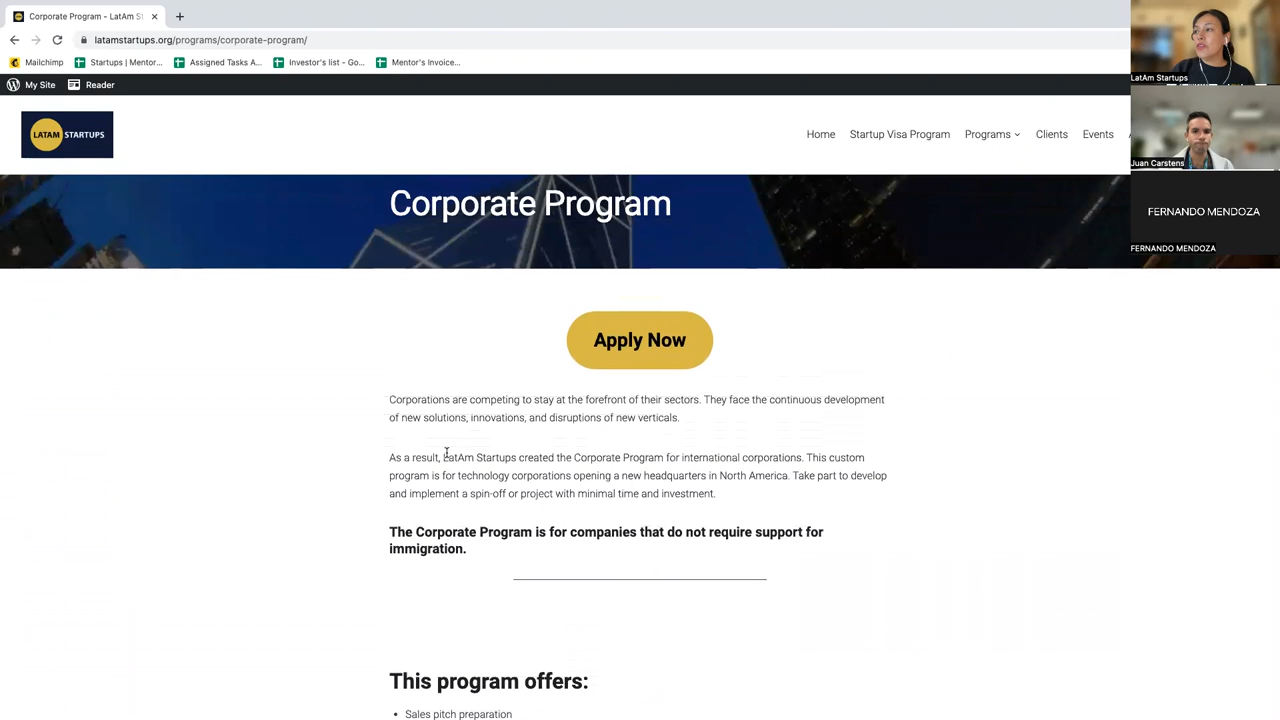 Corporate Program - LatAm St
latamstartups.org/programs/corporate-program/
Mailchimp
Startups | Mentor...
Assigned Tasks A...
Investor's list - Go...
Mentor's Invoice...
My Site
Reader
LATAM STARTUPS
Home
Startup Visa Program
Programs
Clients
Events
LatAm Startups
Juan Carstens
FERNANDO MENDOZA
FERNANDO MENDOZA
Corporate Program
Apply Now
Corporations are competing to stay at the forefront of their sectors. They face the continuous development
of new solutions, innovations, and disruptions of new verticals.
As a result, LatAm Startups created the Corporate Program for international corporations. This custom
program is for technology corporations opening a new headquarters in North America. Take part to develop
and implement a spin-off or project with minimal time and investment.
The Corporate Program is for companies that do not require support for
immigration.
This program offers:
• Sales pitch preparation